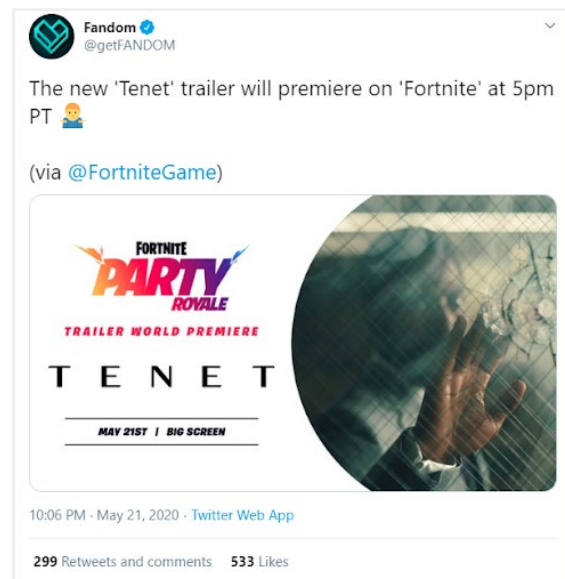 Fandom
@getFANDOM
The new 'Tenet' trailer will premiere on 'Fortnite' at 5pm
PT 🤷‍♂️
(via @FortniteGame)
FORTNITE
PARTY
ROYALE
TRAILER WORLD PREMIERE
TENET
MAY 21ST | BIG SCREEN
10:06 PM · May 21, 2020 · Twitter Web App
299 Retweets and comments 533 Likes